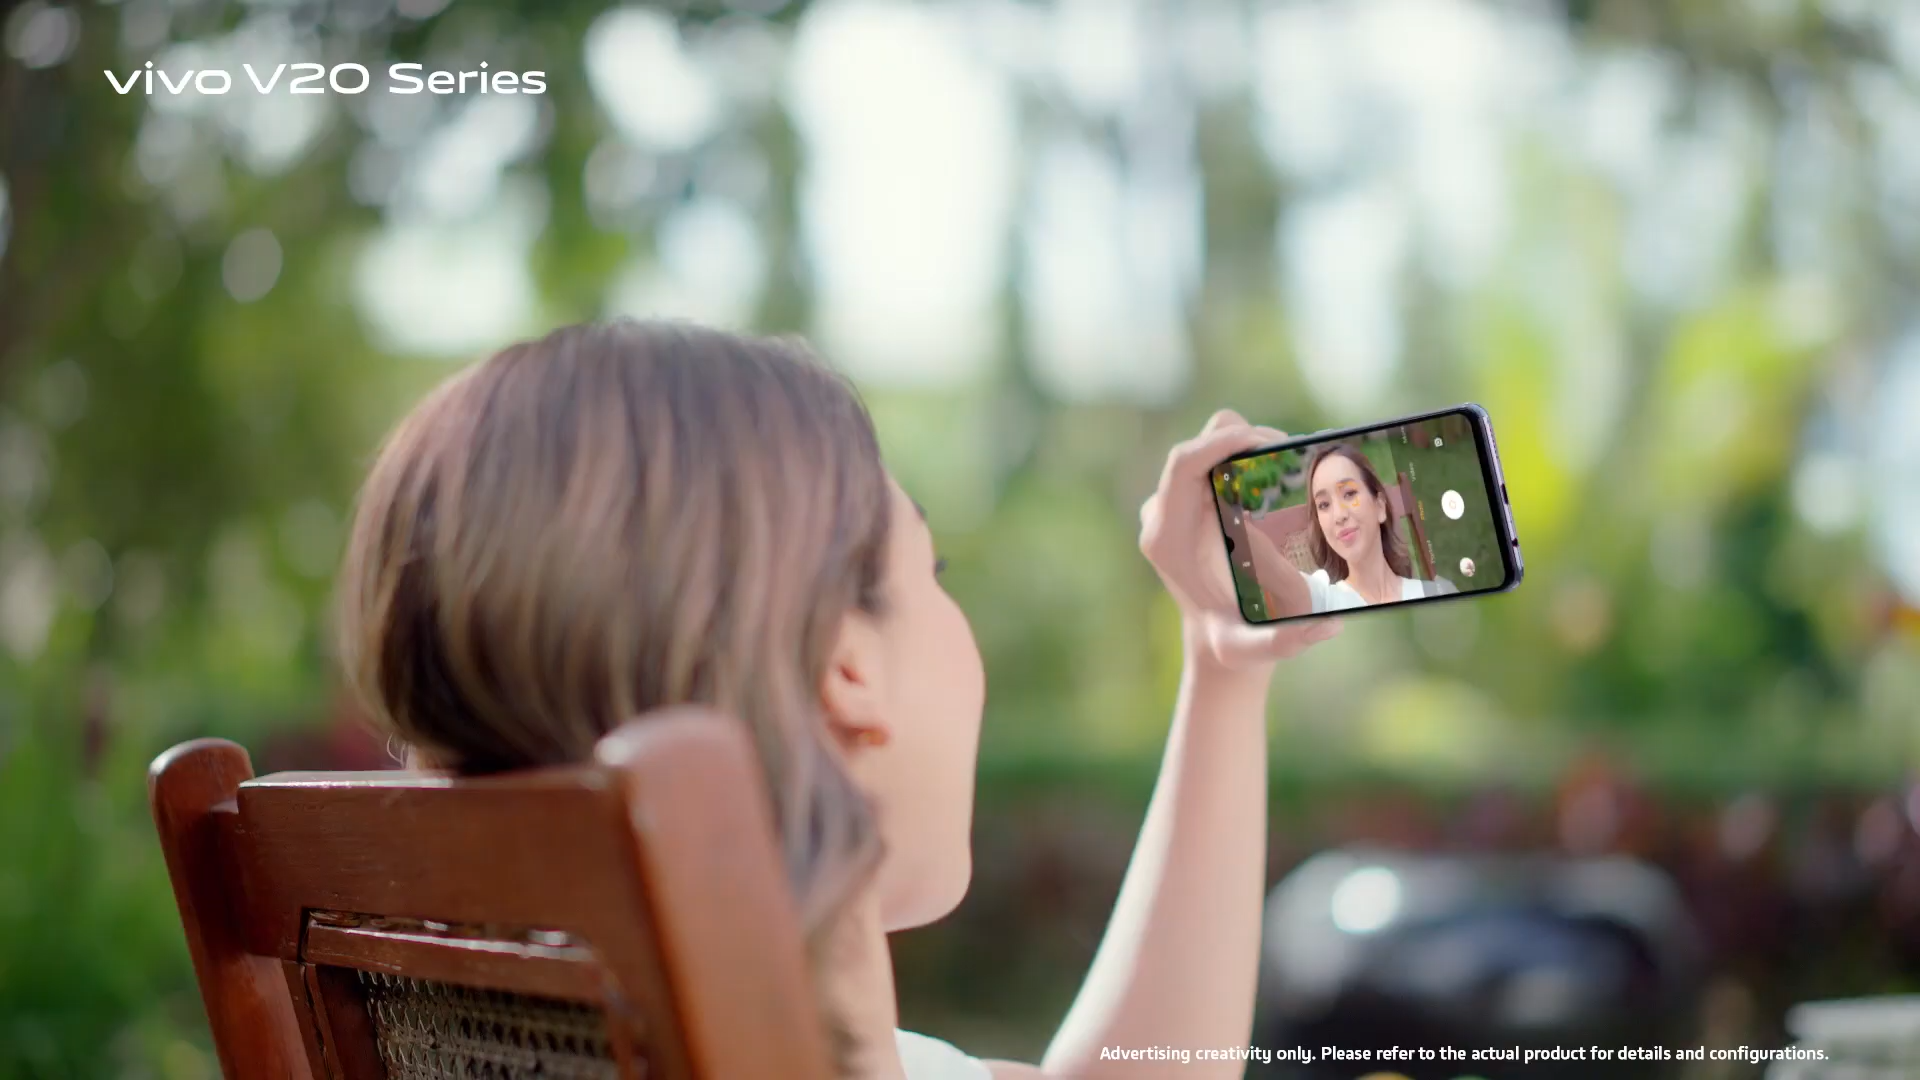 vivo V20 Series
Advertising creativity only. Please refer to the actual product for details and configurations.